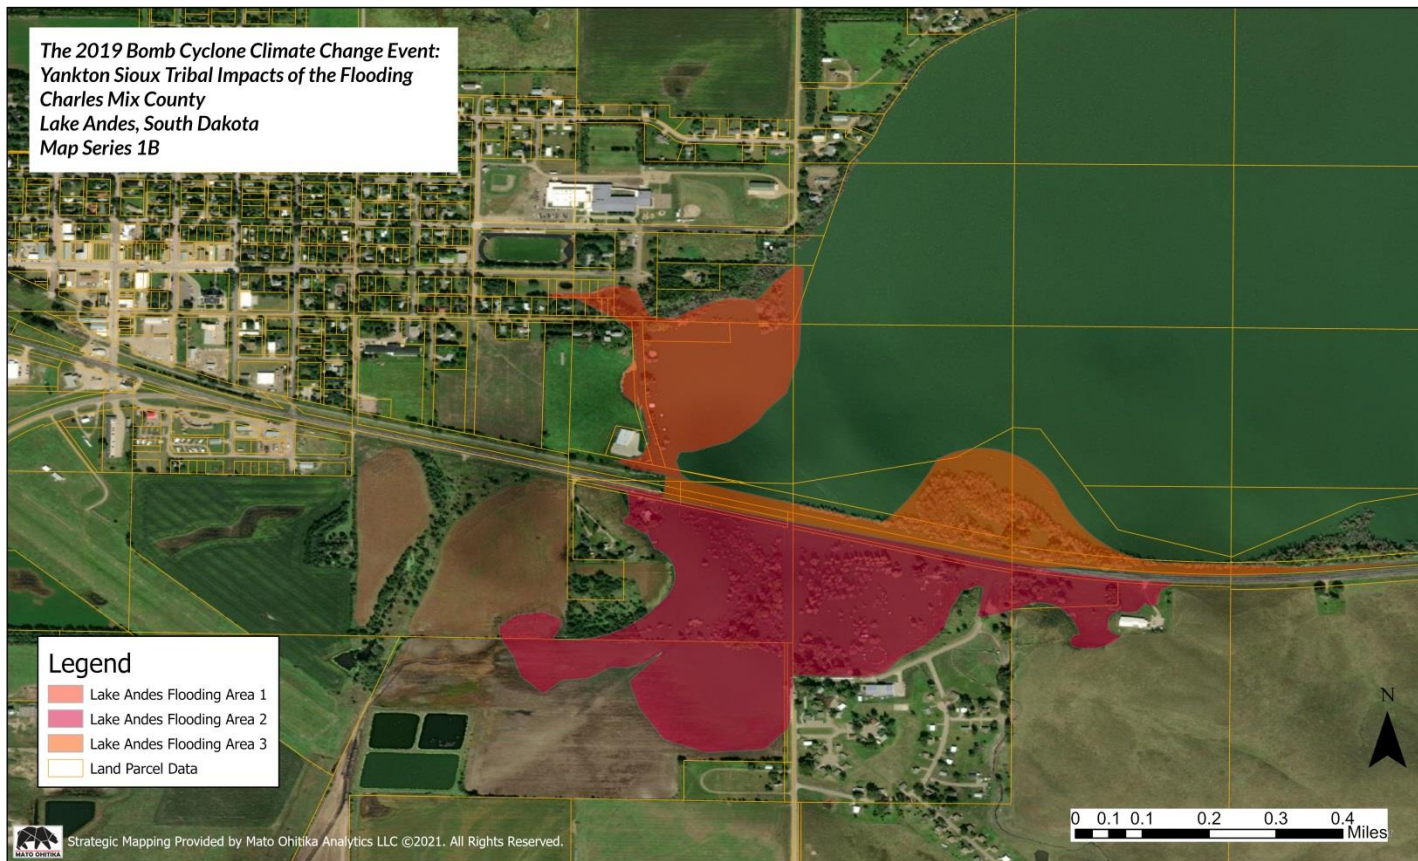 The 2019 Bomb Cyclone Climate Change Event:
Yankton Sioux Tribal Impacts of the Flooding
Charles Mix County
Lake Andes, South Dakota
Map Series 1B
Legend
Lake Andes Flooding Area 1
Lake Andes Flooding Area 2
Lake Andes Flooding Area 3
Land Parcel Data
N
0 0.1 0.1 0.2 0.3 0.4
Miles
MATO OHITIKA
Strategic Mapping Provided by Mato Ohitika Analytics LLC ©2021. All Rights Reserved.